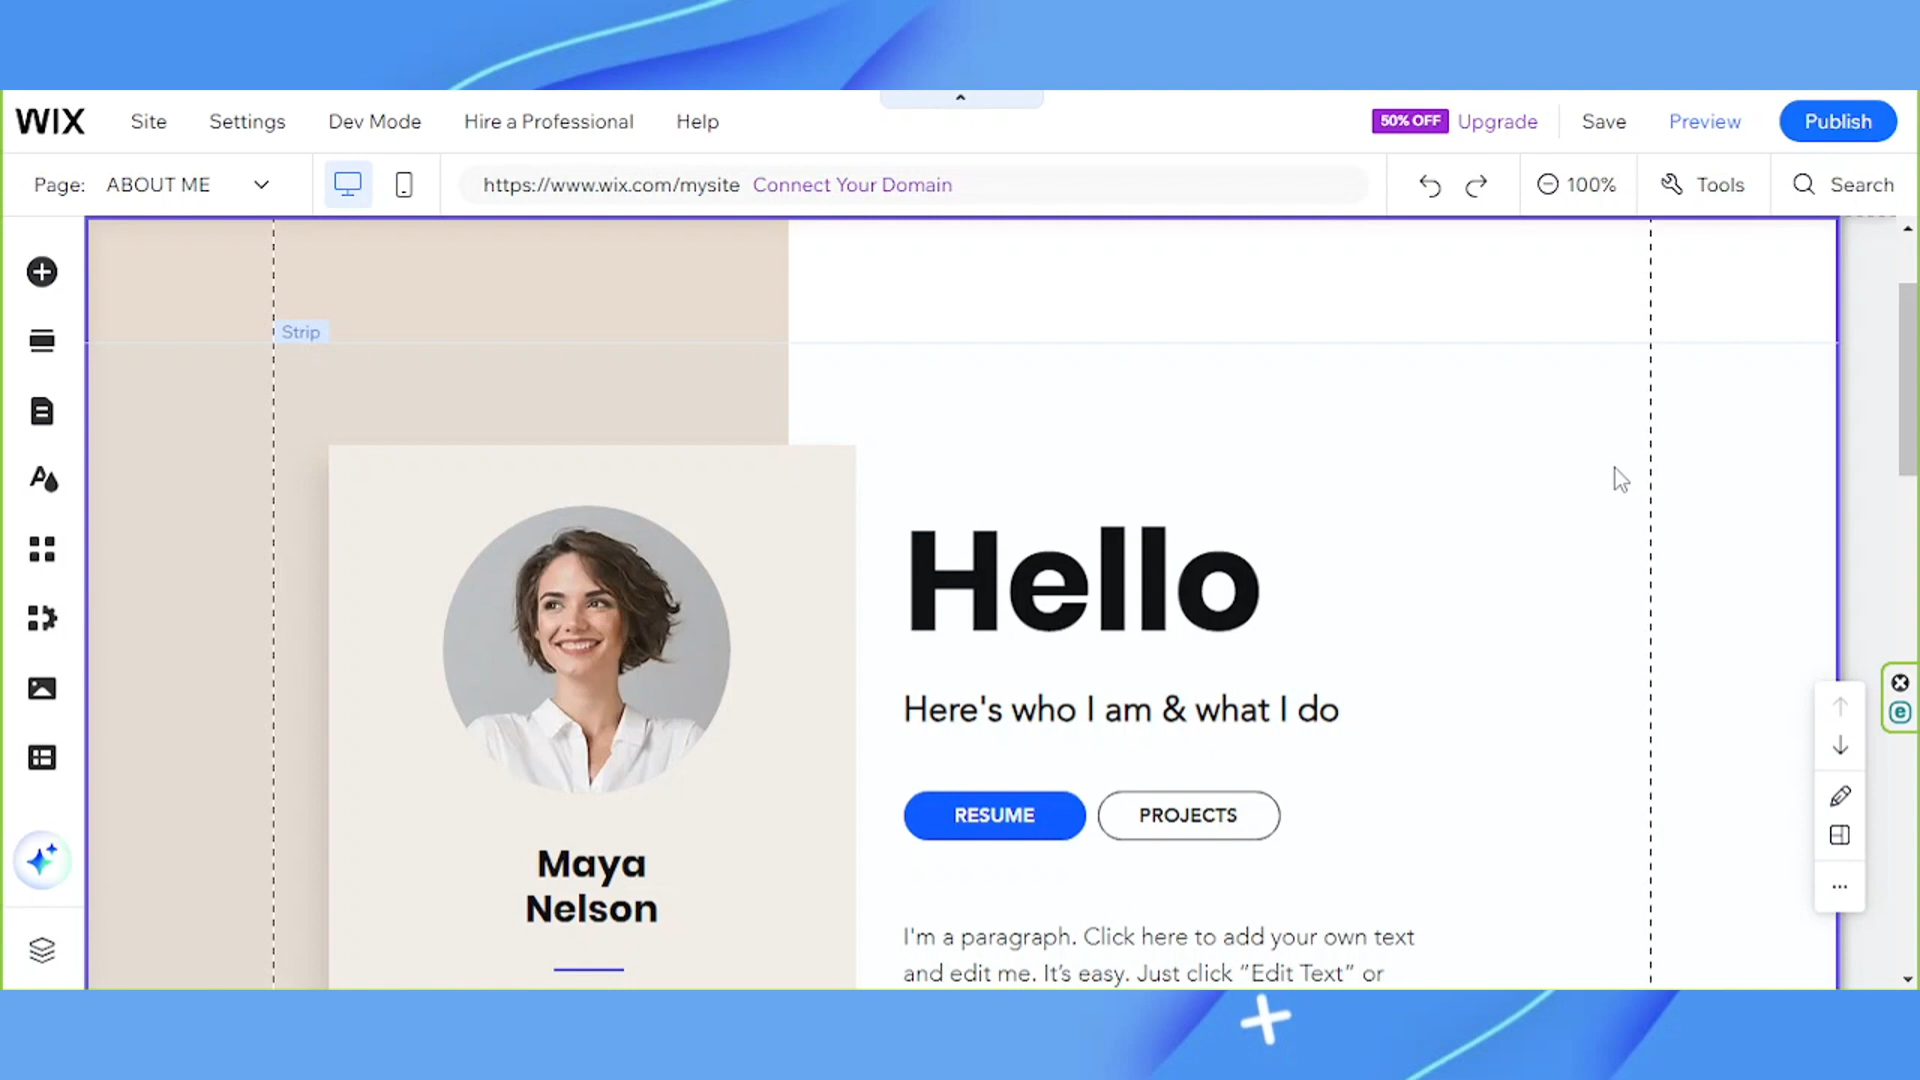 WIX Site Settings Dev Mode Hire a Professional Help 50% OFF Upgrade Save Preview Publish
Page: ABOUT ME https://www.wix.com/mysite Connect Your Domain 100% Tools Search
Strip
Hello
Here's who I am & what I do
RESUME PROJECTS
Maya
Nelson
I'm a paragraph. Click here to add your own text
and edit me. It’s easy. Just click “Edit Text” or